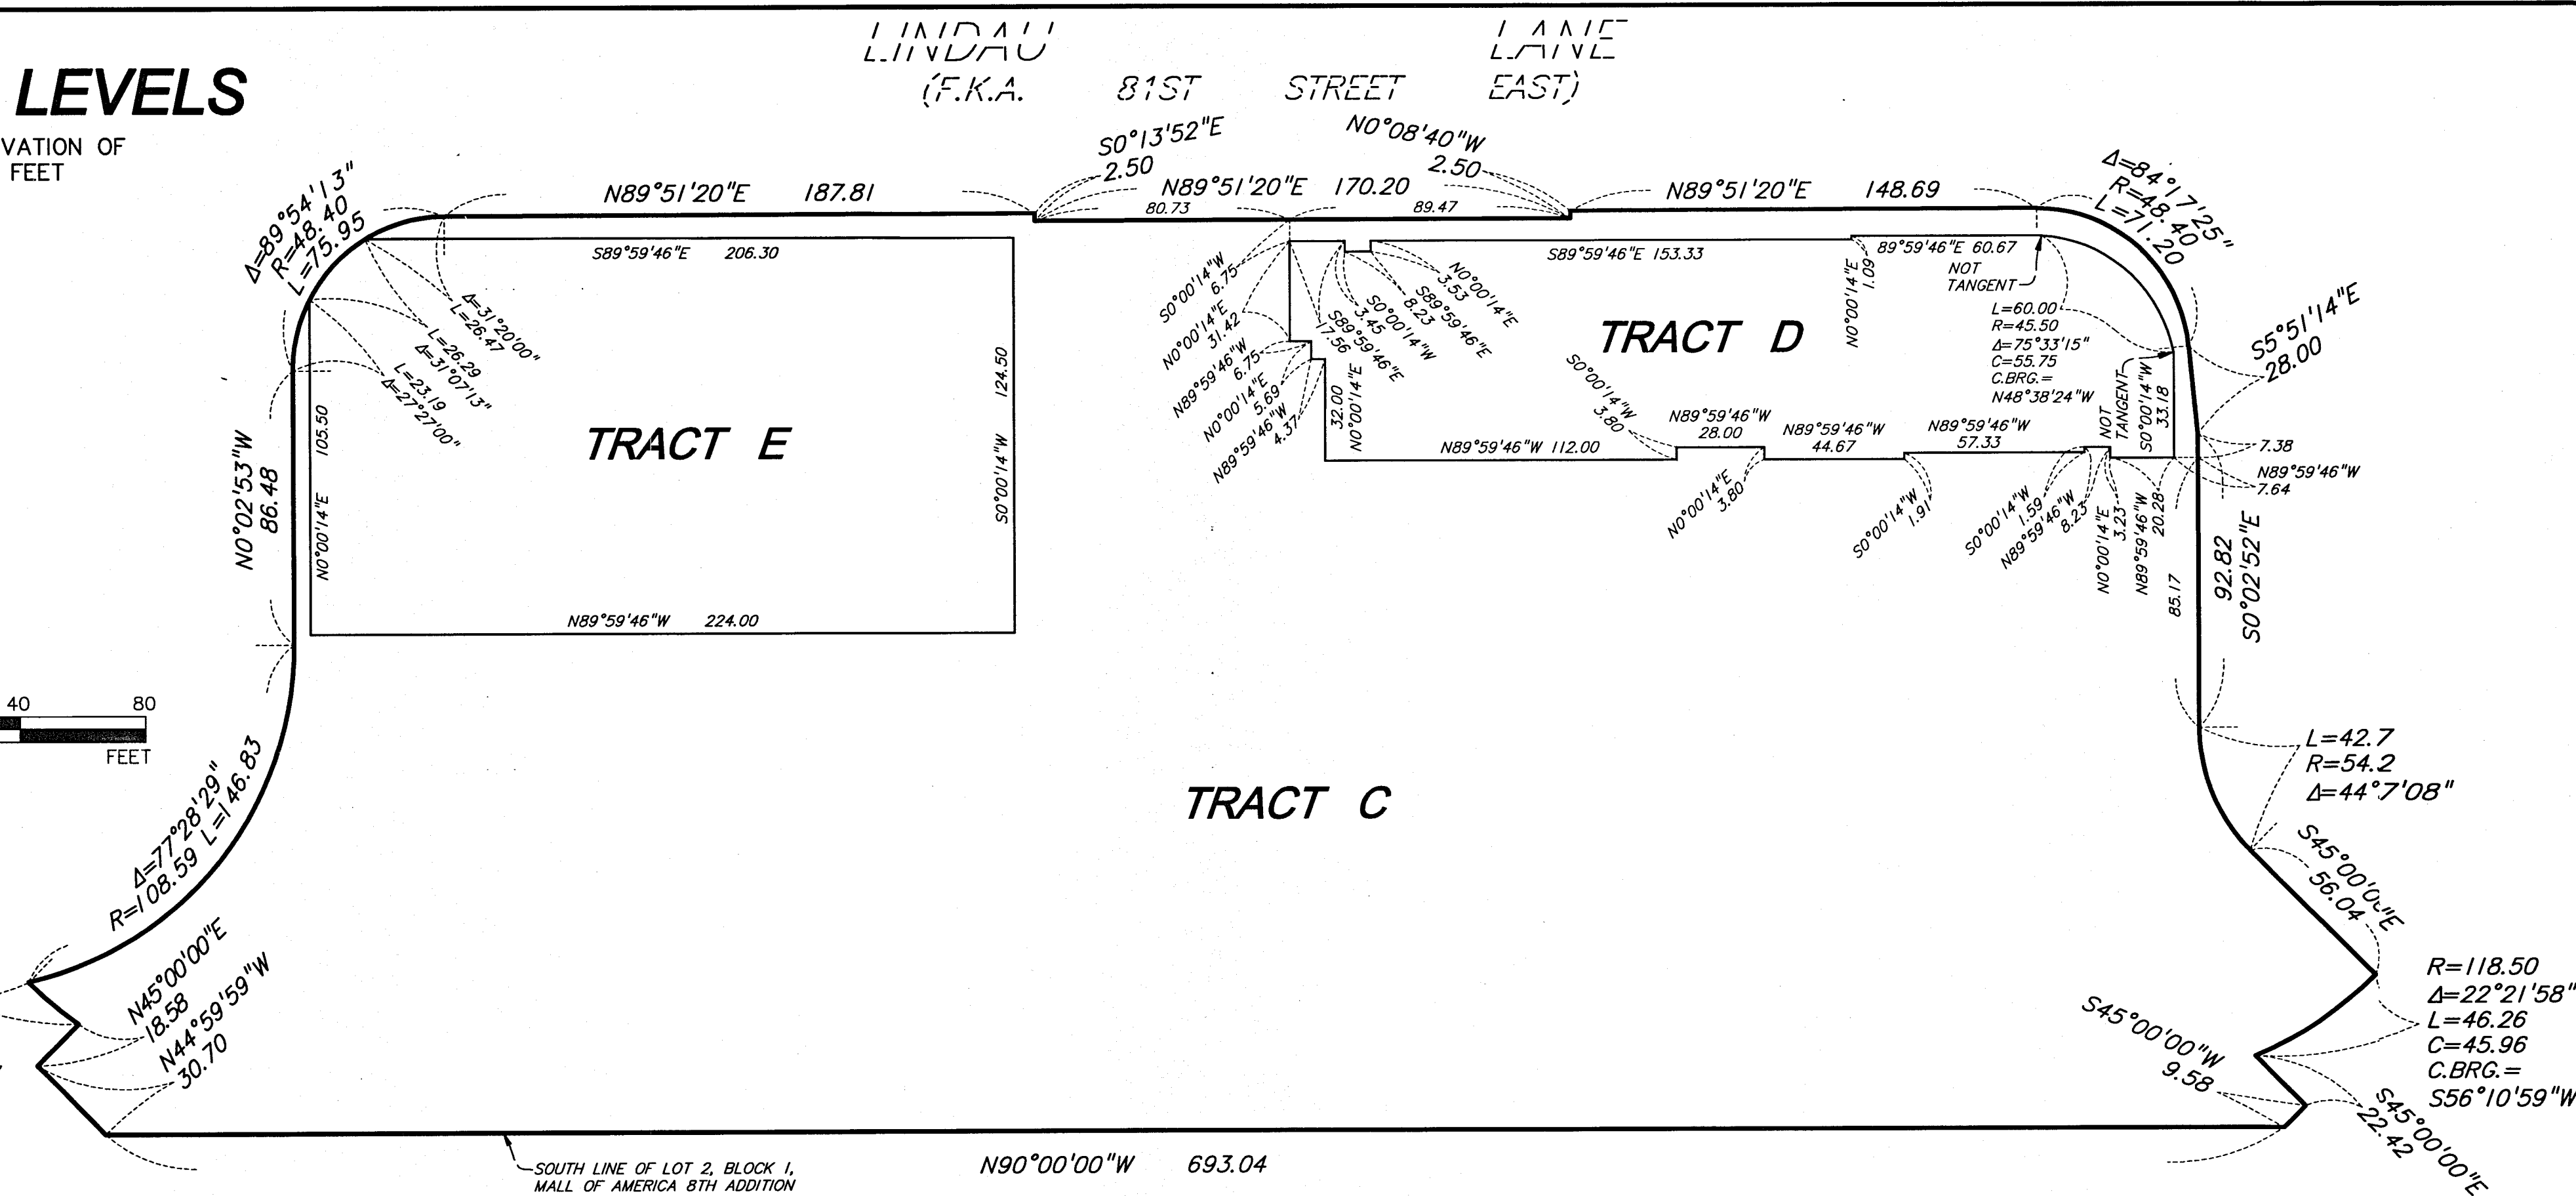 LINDAU LANE
(F.K.A. 81ST STREET EAST)
LEVELS
VATION OF
FEET
Δ=89°54'13"
R=48.40
L=75.95
N89°51'20"E 187.81
S0°13'52"E
2.50
N89°51'20"E 170.20
80.73
89.47
N0°08'40"W
2.50
N89°51'20"E 148.69
Δ=84°17'25"
R=48.40
L=71.20
S5°51'14"E
28.00
S89°59'46"E 206.30
Δ=31°20'00"
L=26.47
L=26.29
Δ=31°07'13"
L=23.19
Δ=27°27'00"
N0°00'14"E 105.50
S0°00'14"W 124.50
TRACT E
N89°59'46"W 224.00
N0°02'53"W
86.48
S0°00'14"W
6.75
N0°00'14"E
31.42
N89°59'46"W
6.75
N0°00'14"E
5.69
N89°59'46"W
4.37
S89°59'46"E
17.56
S0°00'14"W
3.45
S89°59'46"E
8.23
N0°00'14"E
3.53
S89°59'46"E 153.33
N0°00'14"E
1.09
89°59'46"E 60.67
NOT
TANGENT
L=60.00
R=45.50
Δ=75°33'15"
C=55.75
C.BRG.=
N48°38'24"W
TRACT D
32.00
N0°00'14"E
N89°59'46"W 112.00
S0°00'14"W
3.80
N89°59'46"W
28.00
N0°00'14"E
3.80
N89°59'46"W
44.67
S0°00'14"W
1.91
N89°59'46"W
57.33
S0°00'14"W
1.59
N89°59'46"W
8.23
N0°00'14"E
3.23
N89°59'46"W
20.28
NOT
TANGENT
S0°00'14"W
33.18
7.38
N89°59'46"W
7.64
85.17
92.82
S0°02'52"E
40 80
FEET
Δ=77°28'29"
R=108.59 L=146.83
TRACT C
L=42.7
R=54.2
Δ=44°7'08"
56.04
N45°00'00"E
18.58
N44°59'59"W
30.70
R=118.50
Δ=22°21'58"
L=46.26
C=45.96
C.BRG.=
S56°10'59"W
S45°00'00"W
9.58
S45°00'00"E
22.42
SOUTH LINE OF LOT 2, BLOCK 1,
MALL OF AMERICA 8TH ADDITION
N90°00'00"W 693.04